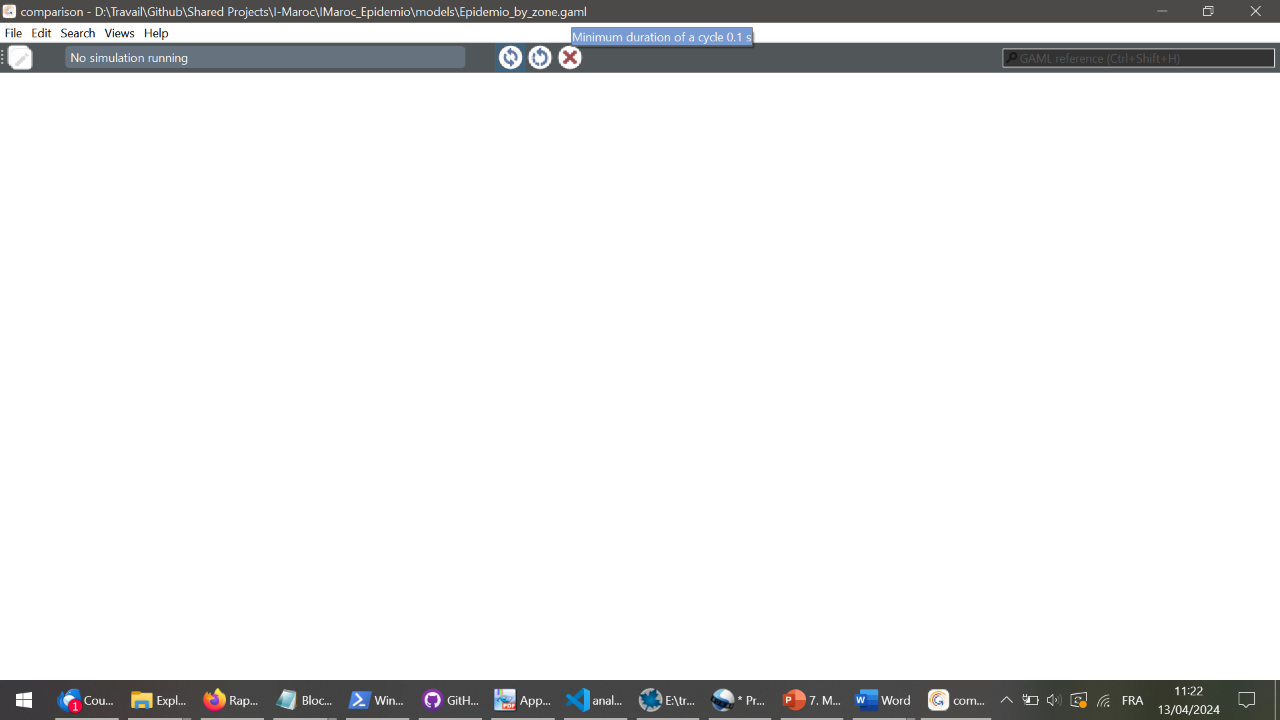 comparison - D:\Travail\Github\Shared Projects\I-Maroc\IMaroc_Epidemio\models\Epidemio_by_zone.gaml
File Edit Search Views Help
Minimum duration of a cycle 0.1 s
No simulation running
GAML reference (Ctrl+Shift+H)
1 Cou... Expl... Rap... Bloc... Win... GitH... PDF App... anal... E:\tr... * Pr... P 7. M... W Word com... FRA
11:22
13/04/2024